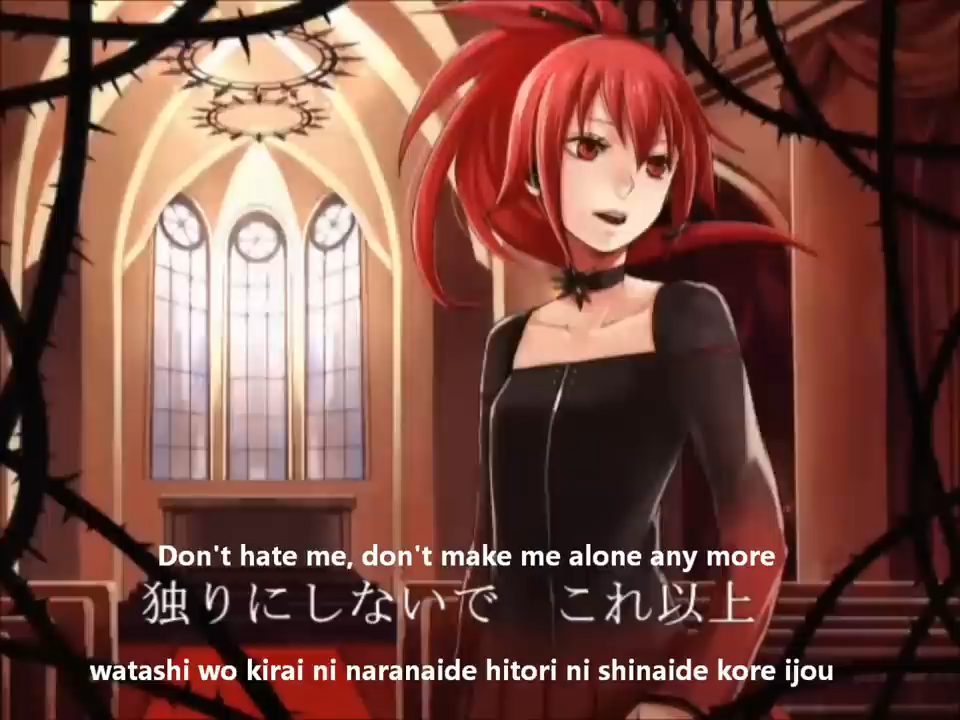 Don't hate me, don't make me alone any more
独りにしないで　これ以上
watashi wo kirai ni naranaide hitori ni shinaide kore ijou